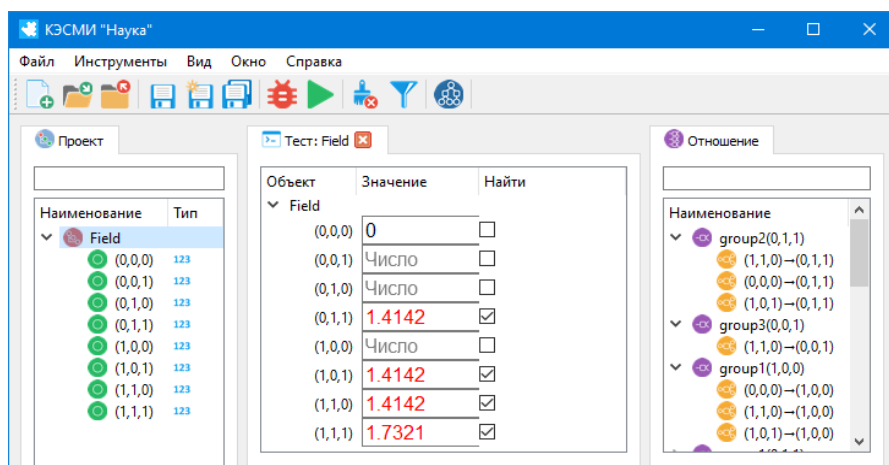 КЭСМИ "Наука"
Файл Инструменты Вид Окно Справка
Проект
Наименование Тип
Field
(0,0,0) 123
(0,0,1) 123
(0,1,0) 123
(0,1,1) 123
(1,0,0) 123
(1,0,1) 123
(1,1,0) 123
(1,1,1) 123
Тест: Field
Объект Значение Найти
Field
(0,0,0) 0
(0,0,1) Число
(0,1,0) Число
(0,1,1) 1.4142
(1,0,0) Число
(1,0,1) 1.4142
(1,1,0) 1.4142
(1,1,1) 1.7321
Отношение
Наименование
group2(0,1,1)
(1,1,0)→(0,1,1)
(0,0,0)→(0,1,1)
(1,0,1)→(0,1,1)
group3(0,0,1)
(1,1,0)→(0,0,1)
group1(1,0,0)
(0,0,0)→(1,0,0)
(1,1,0)→(1,0,0)
(1,0,1)→(1,0,0)